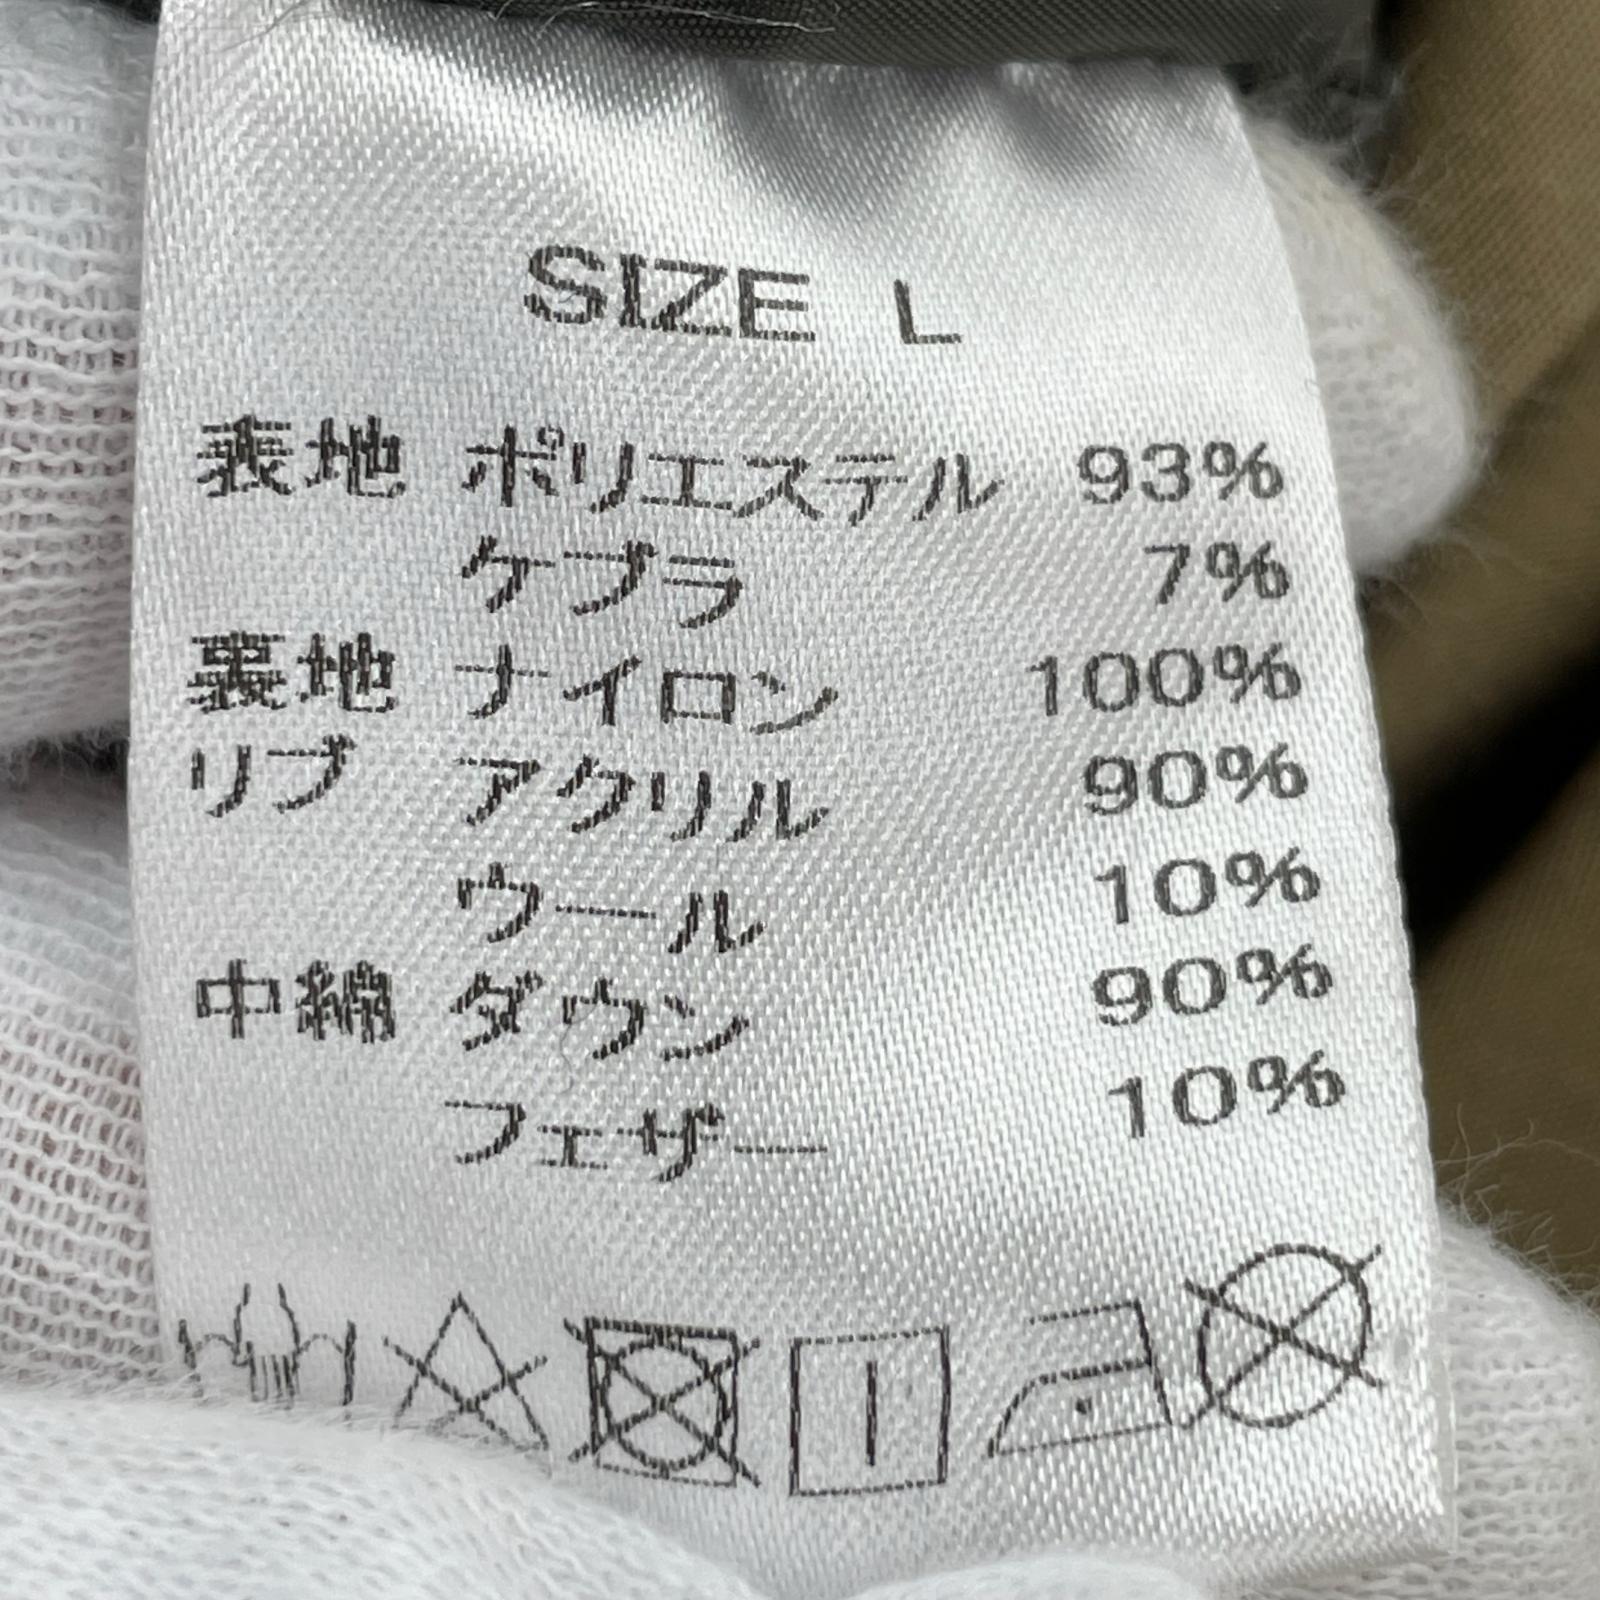 SIZE L
表地 ポリエステル 93%
ケブラ 7%
裏地 ナイロン 100%
リブ アクリル 90%
ウール 10%
中綿 ダウン 90%
フェザー 10%